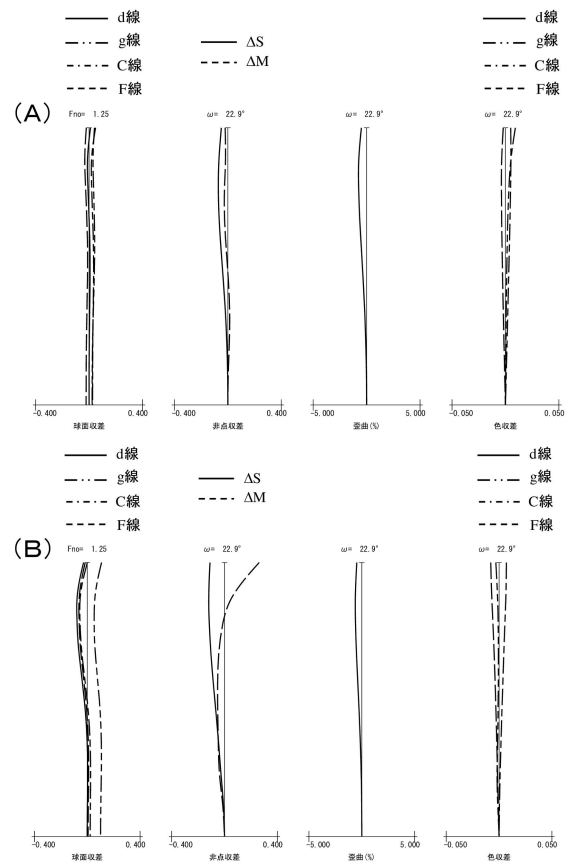 d線
g線
C線
F線
ΔS
ΔM
d線
g線
C線
F線
(A)
Fno= 1.25
ω= 22.9°
ω= 22.9°
ω= 22.9°
-0.400 0.400
球面収差
-0.400 0.400
非点収差
-5.000 5.000
歪曲(%)
-0.050 0.050
色収差
d線
g線
C線
F線
ΔS
ΔM
d線
g線
C線
F線
(B)
Fno= 1.25
ω= 22.9°
ω= 22.9°
ω= 22.9°
-0.400 0.400
球面収差
-0.400 0.400
非点収差
-5.000 5.000
歪曲(%)
-0.050 0.050
色収差